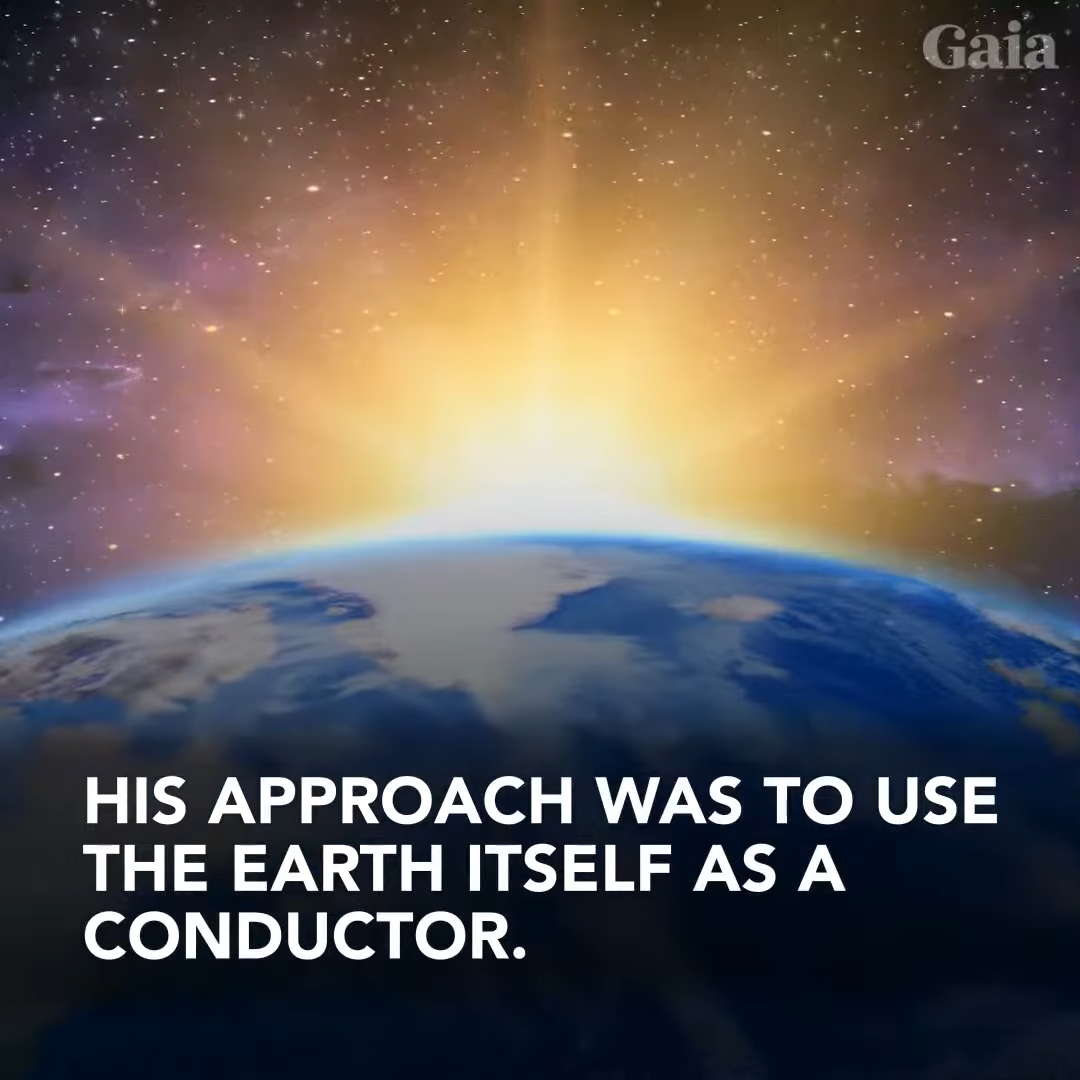 Gaia
HIS APPROACH WAS TO USE
THE EARTH ITSELF AS A
CONDUCTOR.